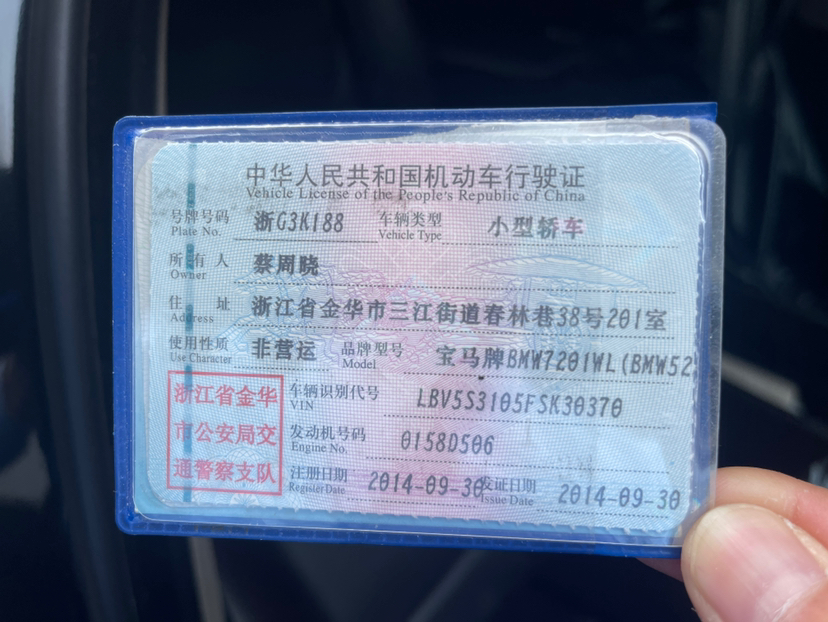 中华人民共和国机动车行驶证
Vehicle License of the People's Republic of China
号牌号码 浙G3K188 车辆类型 小型轿车
Plate No. Vehicle Type
所有人 蔡周晓
Owner
住址 浙江省金华市三江街道春林巷38号201室
Address
使用性质 非营运 品牌型号 宝马牌BMW7201WL(BMW52
Use Character Model
浙江省金华
市公安局交
通警察支队
车辆识别代号 LBV5S3105FSK30370
VIN
发动机号码 0158D506
Engine No.
注册日期 2014-09-30 发证日期 2014-09-30
Register Date Issue Date